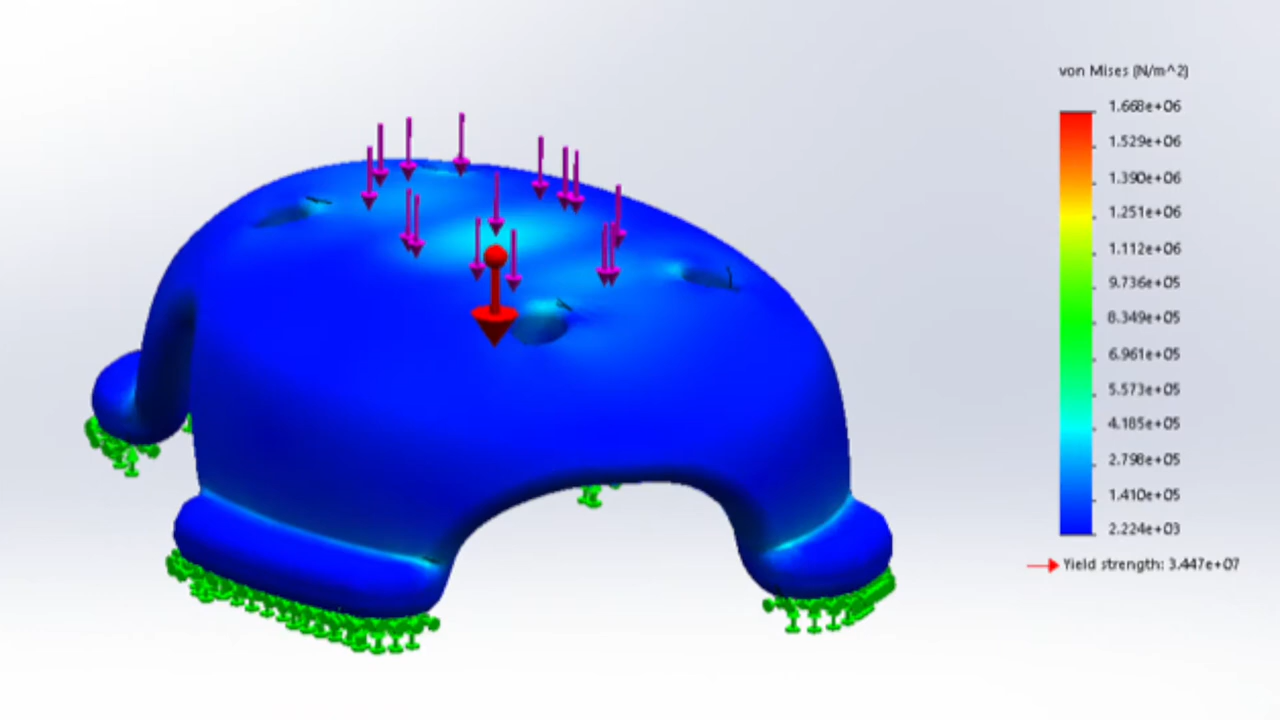 von Mises (N/m^2)
1.668e+06
1.529e+06
1.390e+06
1.251e+06
1.112e+06
9.736e+05
8.349e+05
6.961e+05
5.573e+05
4.185e+05
2.798e+05
1.410e+05
2.224e+03
Yield strength: 3.447e+07